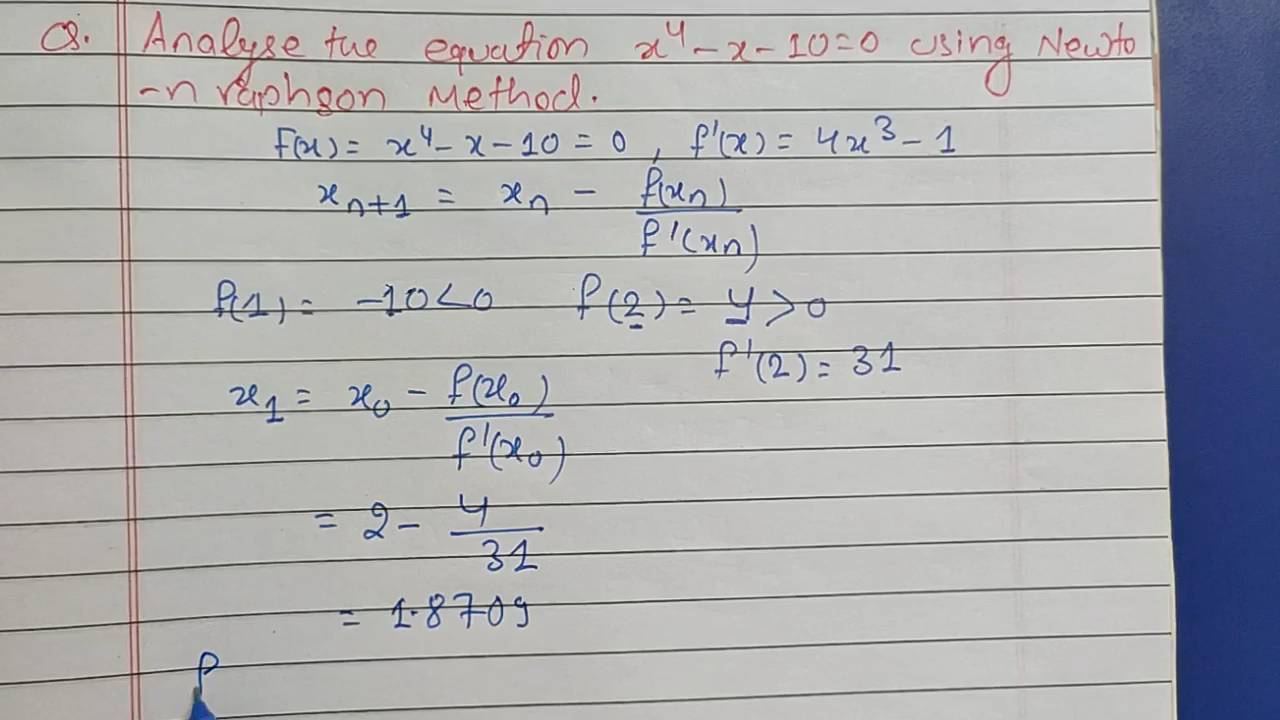 Q. Analyse the equation x⁴-x-10=0 using Newto
-n raphson Method.
F(x) = x⁴-x-10=0, f'(x) = 4x³-1
xₙ₊₁ = xₙ - f(xₙ)/f'(xₙ)
f(1) = -10<0 f(2) = 4>0
f'(2) = 31
x₁ = x₀ - f(x₀)/f'(x₀)
= 2 - 4/31
= 1.8709
f